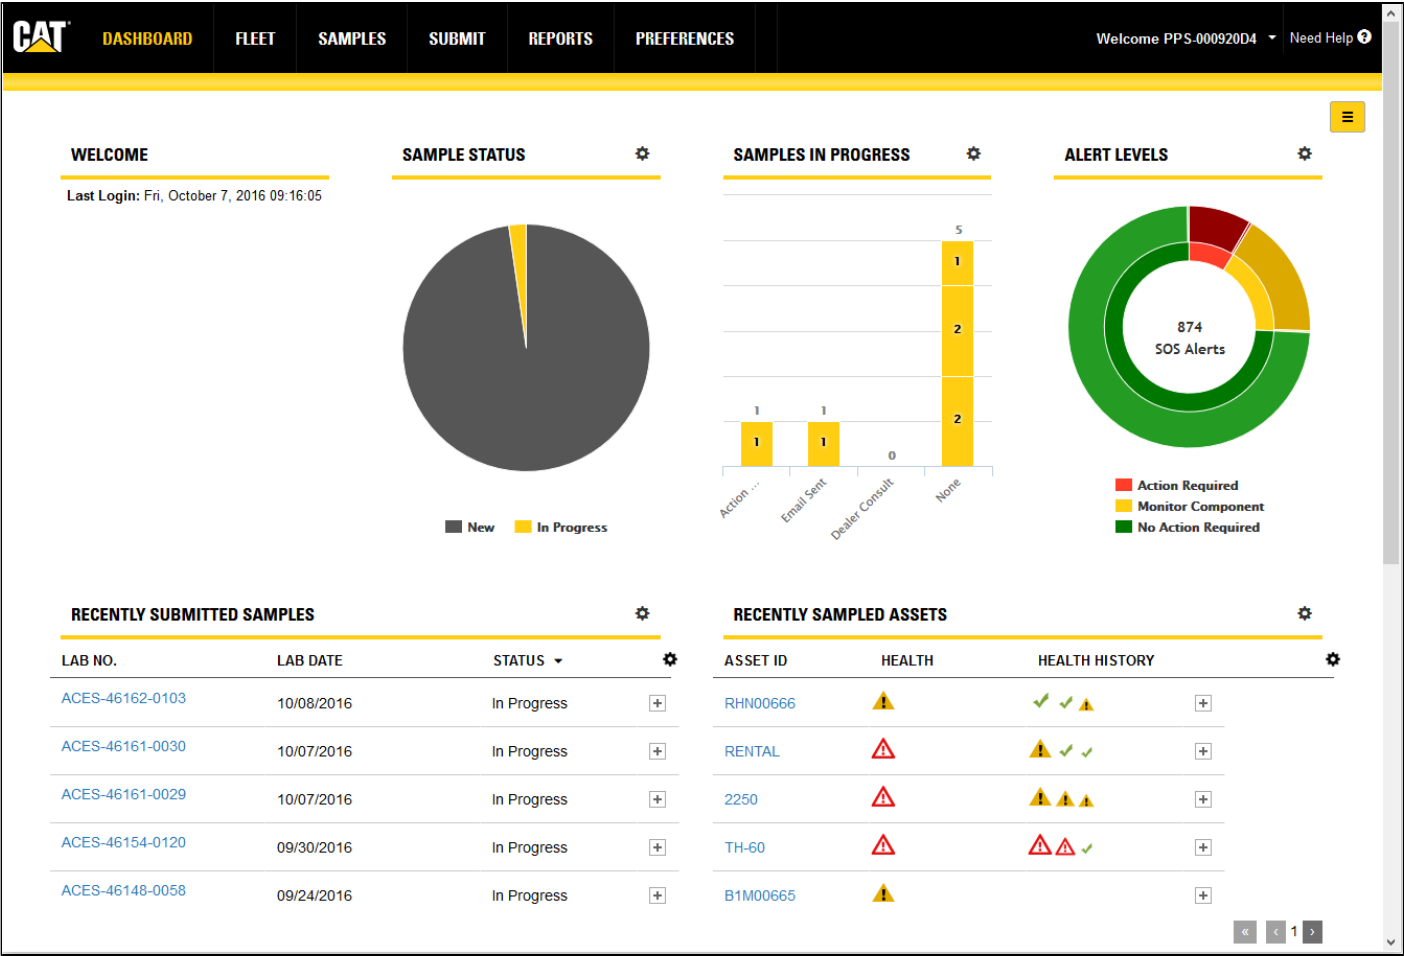 CAT DASHBOARD FLEET SAMPLES SUBMIT REPORTS PREFERENCES Welcome PPS-000920D4 Need Help ?
WELCOME
Last Login: Fri, October 7, 2016 09:16:05
SAMPLE STATUS
New In Progress
SAMPLES IN PROGRESS
5
1
2
1 1
2
1 1
0
Action ... Email Sent Dealer Consult None
ALERT LEVELS
874
SOS Alerts
Action Required
Monitor Component
No Action Required
RECENTLY SUBMITTED SAMPLES
LAB NO. LAB DATE STATUS
ACES-46162-0103 10/08/2016 In Progress +
ACES-46161-0030 10/07/2016 In Progress +
ACES-46161-0029 10/07/2016 In Progress +
ACES-46154-0120 09/30/2016 In Progress +
ACES-46148-0058 09/24/2016 In Progress +
RECENTLY SAMPLED ASSETS
ASSET ID HEALTH HEALTH HISTORY
RHN00666 +
RENTAL +
2250 +
TH-60 +
B1M00665 +
« ‹ 1 ›